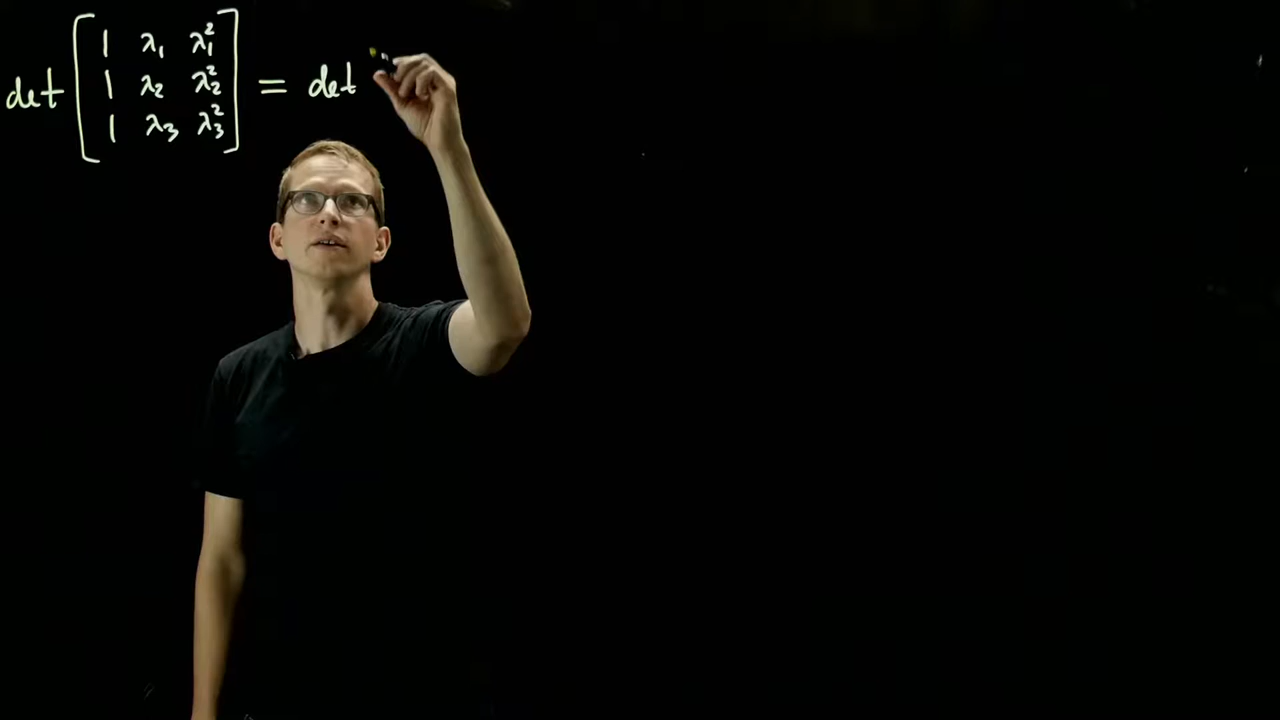 det [ 1 λ₁ λ₁²
1 λ₂ λ₂²
1 λ₃ λ₃² ] = det